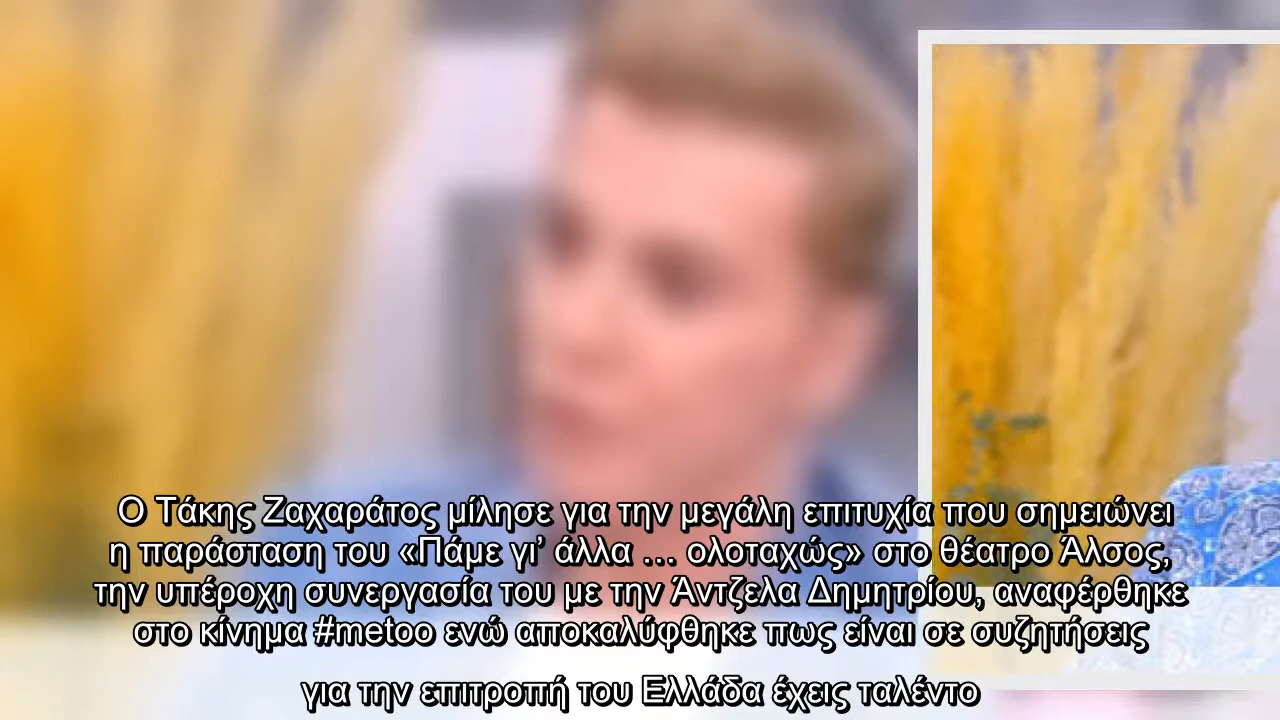 Ο Τάκης Ζαχαράτος μίλησε για την μεγάλη επιτυχία που σημειώνει
η παράσταση του «Πάμε γι’ άλλα ... ολοταχώς» στο θέατρο Άλσος,
την υπέροχη συνεργασία του με την Άντζελα Δημητρίου, αναφέρθηκε
στο κίνημα #metoo ενώ αποκαλύφθηκε πως είναι σε συζητήσεις
για την επιτροπή του Ελλάδα έχεις ταλέντο